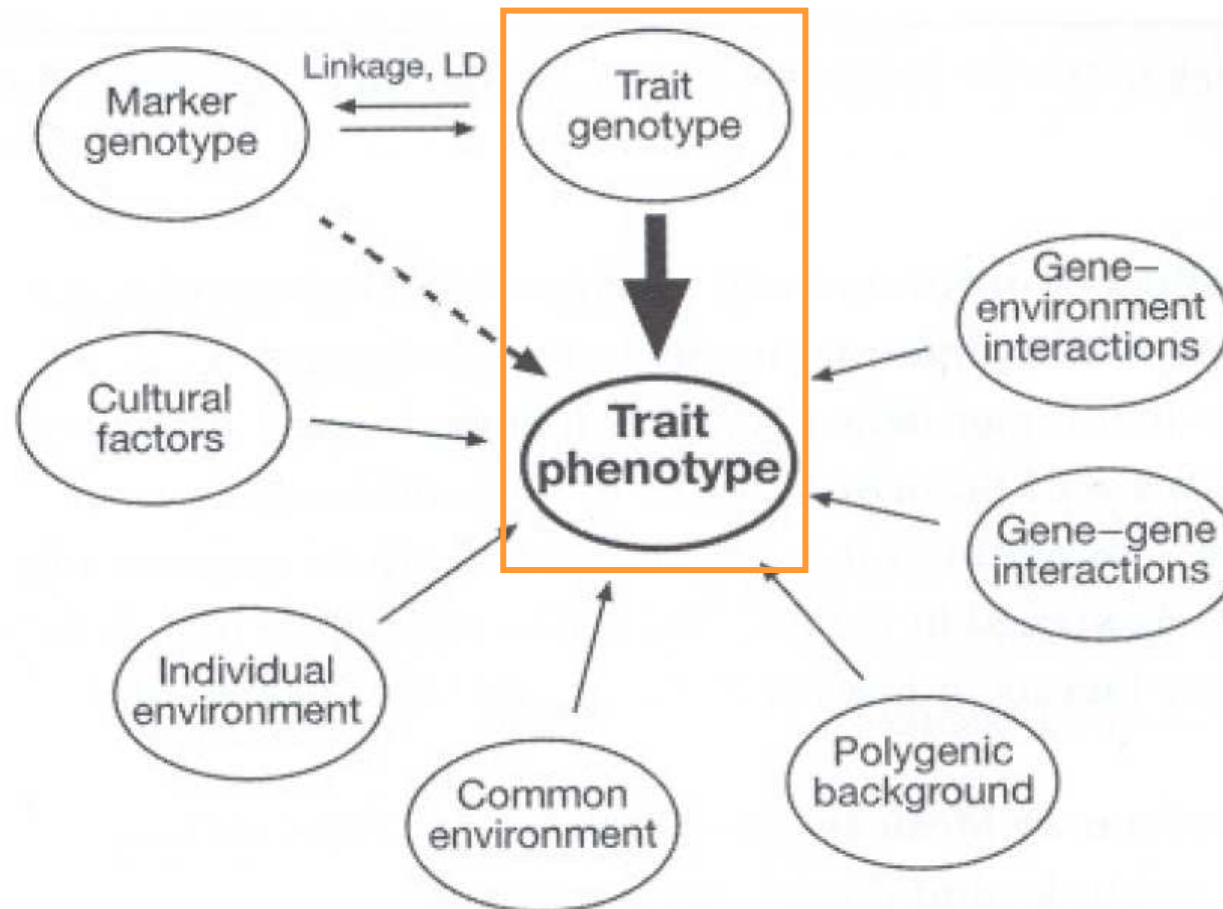 Linkage, LD
Marker
genotype
Trait
genotype
Gene–
environment
interactions
Cultural
factors
Trait
phenotype
Gene–gene
interactions
Individual
environment
Polygenic
background
Common
environment